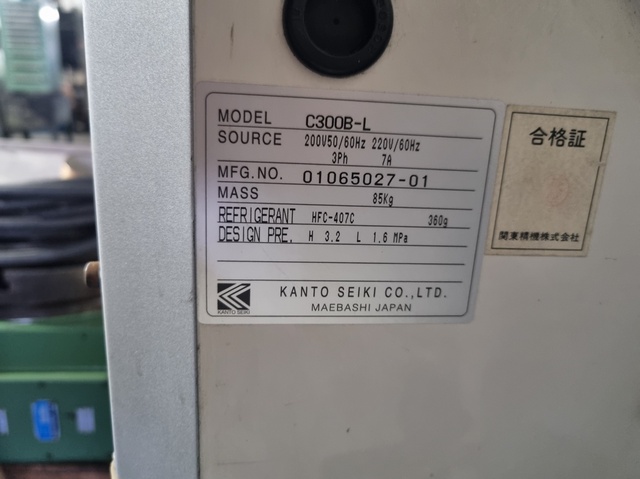 MODEL C300B-L
SOURCE 200V50/60Hz 220V/60Hz
3Ph 7A
MFG.NO. 01065027-01
MASS 85Kg
REFRIGERANT HFC-407C 360g
DESIGN PRE. H 3.2 L 1.6 MPa
KANTO SEIKI CO.,LTD.
KANTO SEIKI
MAEBASHI JAPAN
合格証
関東精機株式会社